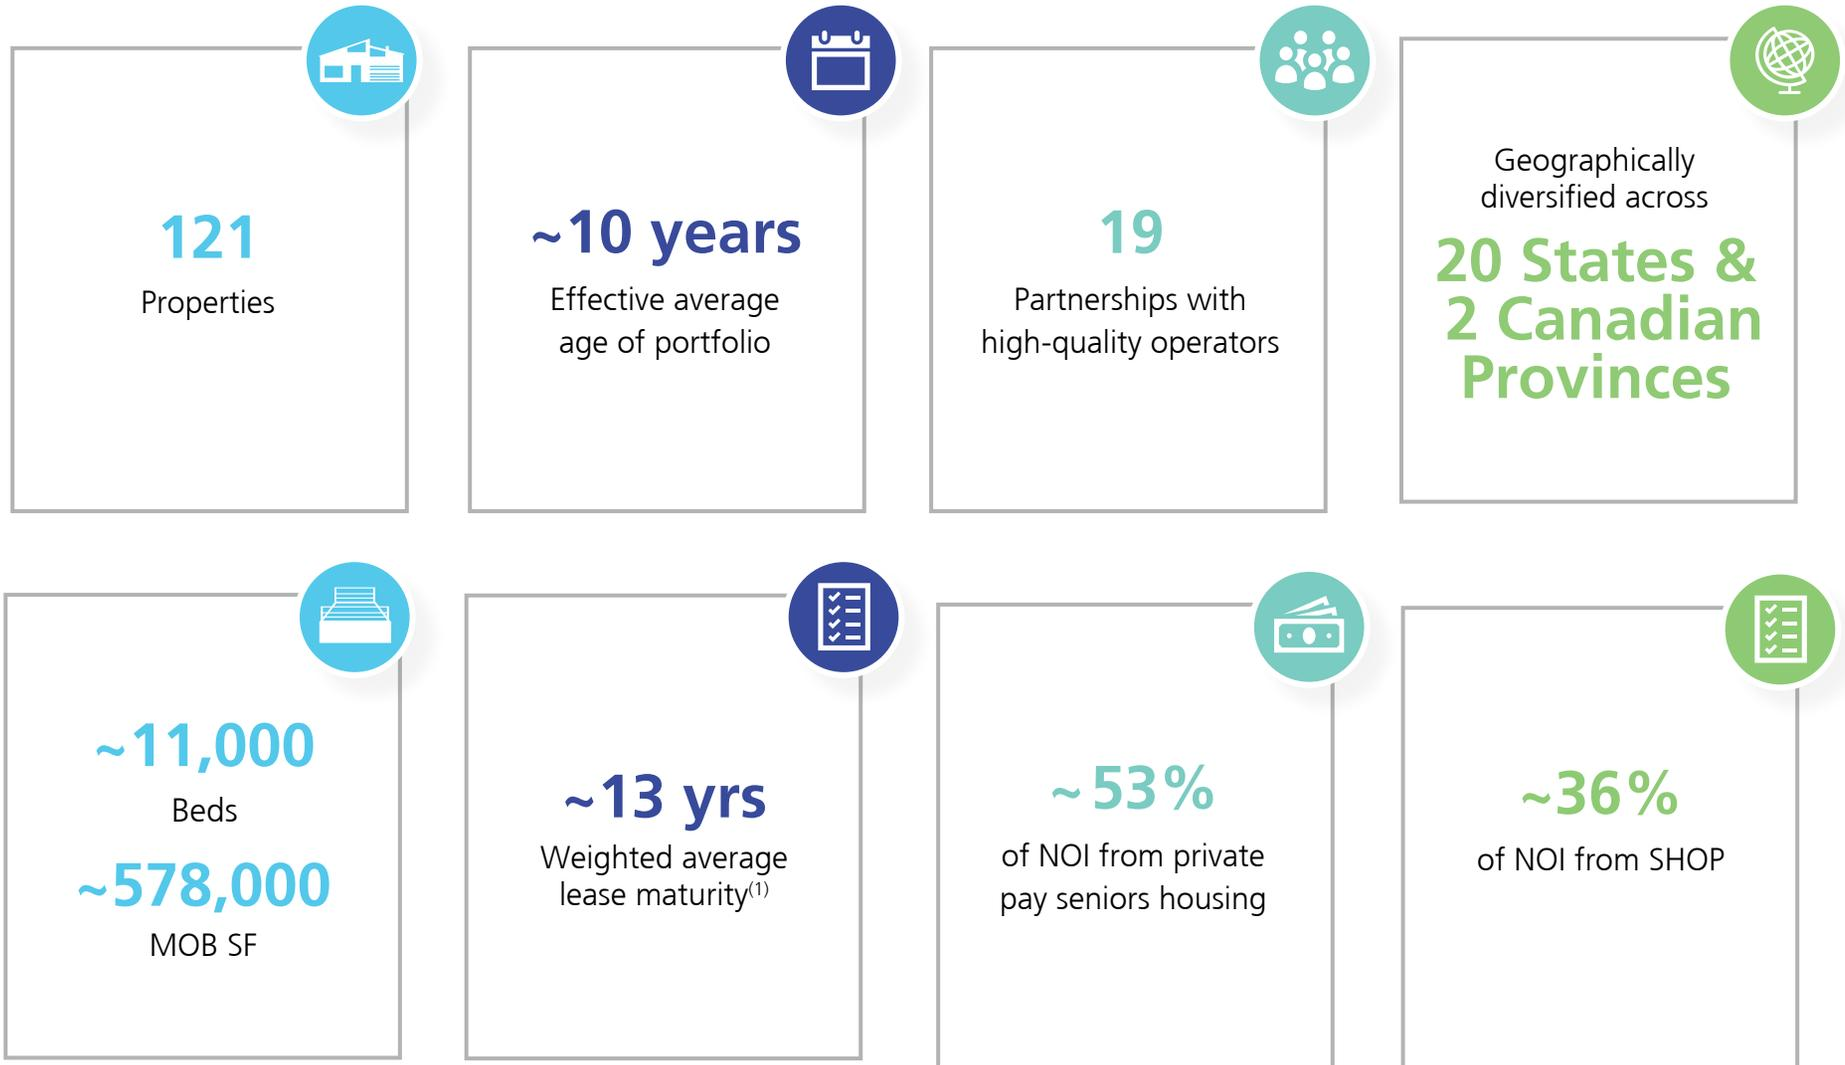 121
Properties
~10 years
Effective average
age of portfolio
19
Partnerships with
high-quality operators
Geographically
diversified across
20 States &
2 Canadian
Provinces
~11,000
Beds
~578,000
MOB SF
~13 yrs
Weighted average
lease maturity(1)
~53%
of NOI from private
pay seniors housing
~36%
of NOI from SHOP